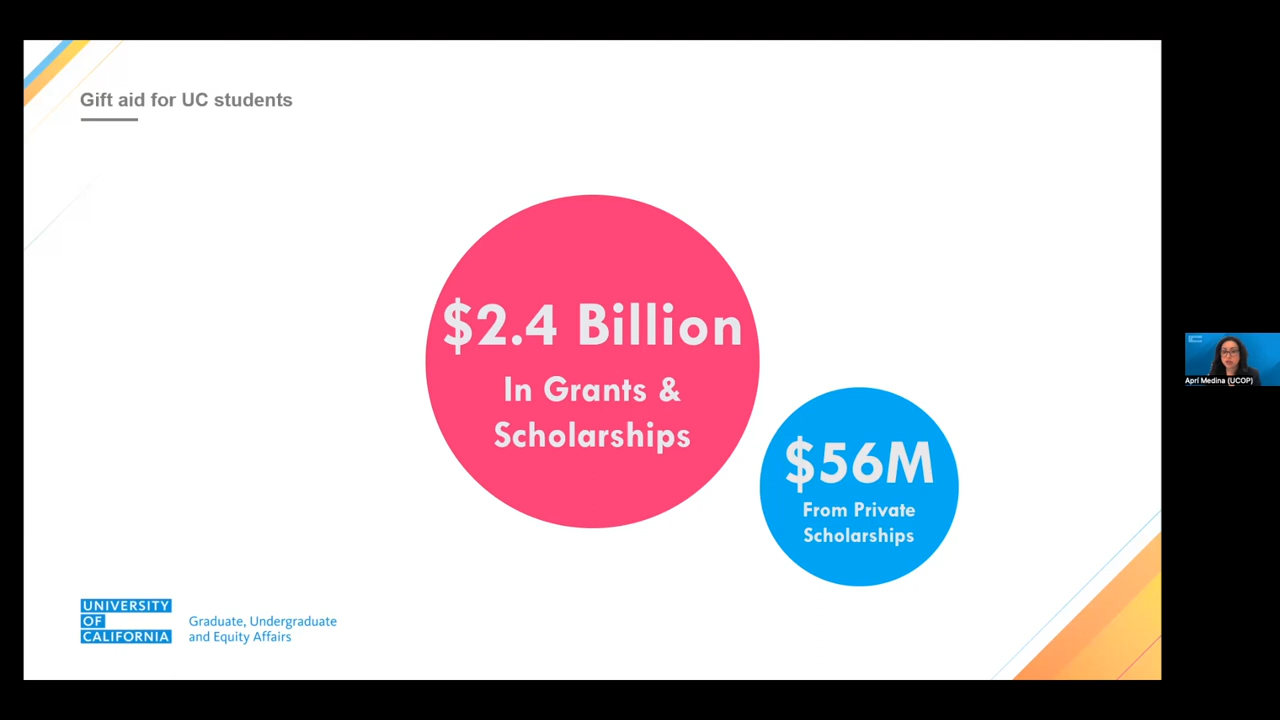 Gift aid for UC students
$2.4 Billion
In Grants &
Scholarships
$56M
From Private
Scholarships
UNIVERSITY
OF
CALIFORNIA
Graduate, Undergraduate
and Equity Affairs
Apri Medina (UCOP)